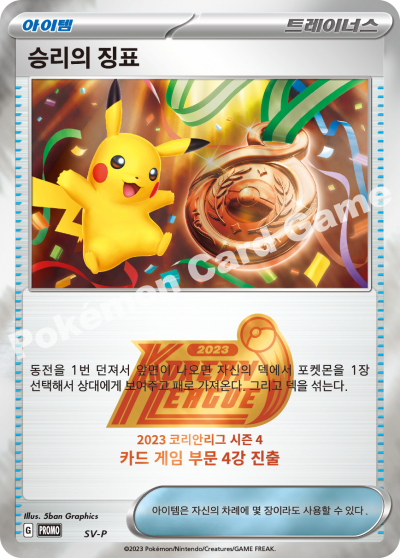 아이템
트레이너스
승리의 징표
Pokémon Card Game
2023
KOREAN
LEAGUE
동전을 1번 던져서 앞면이 나오면 자신의 덱에서 포켓몬을 1장
선택해서 상대에게 보여주고 패로 가져온다. 그리고 덱을 섞는다.
2023 코리안리그 시즌 4
카드 게임 부문 4강 진출
Illus. 5ban Graphics
G PROMO SV-P
아이템은 자신의 차례에 몇 장이라도 사용할 수 있다.
©2023 Pokémon/Nintendo/Creatures/GAME FREAK.